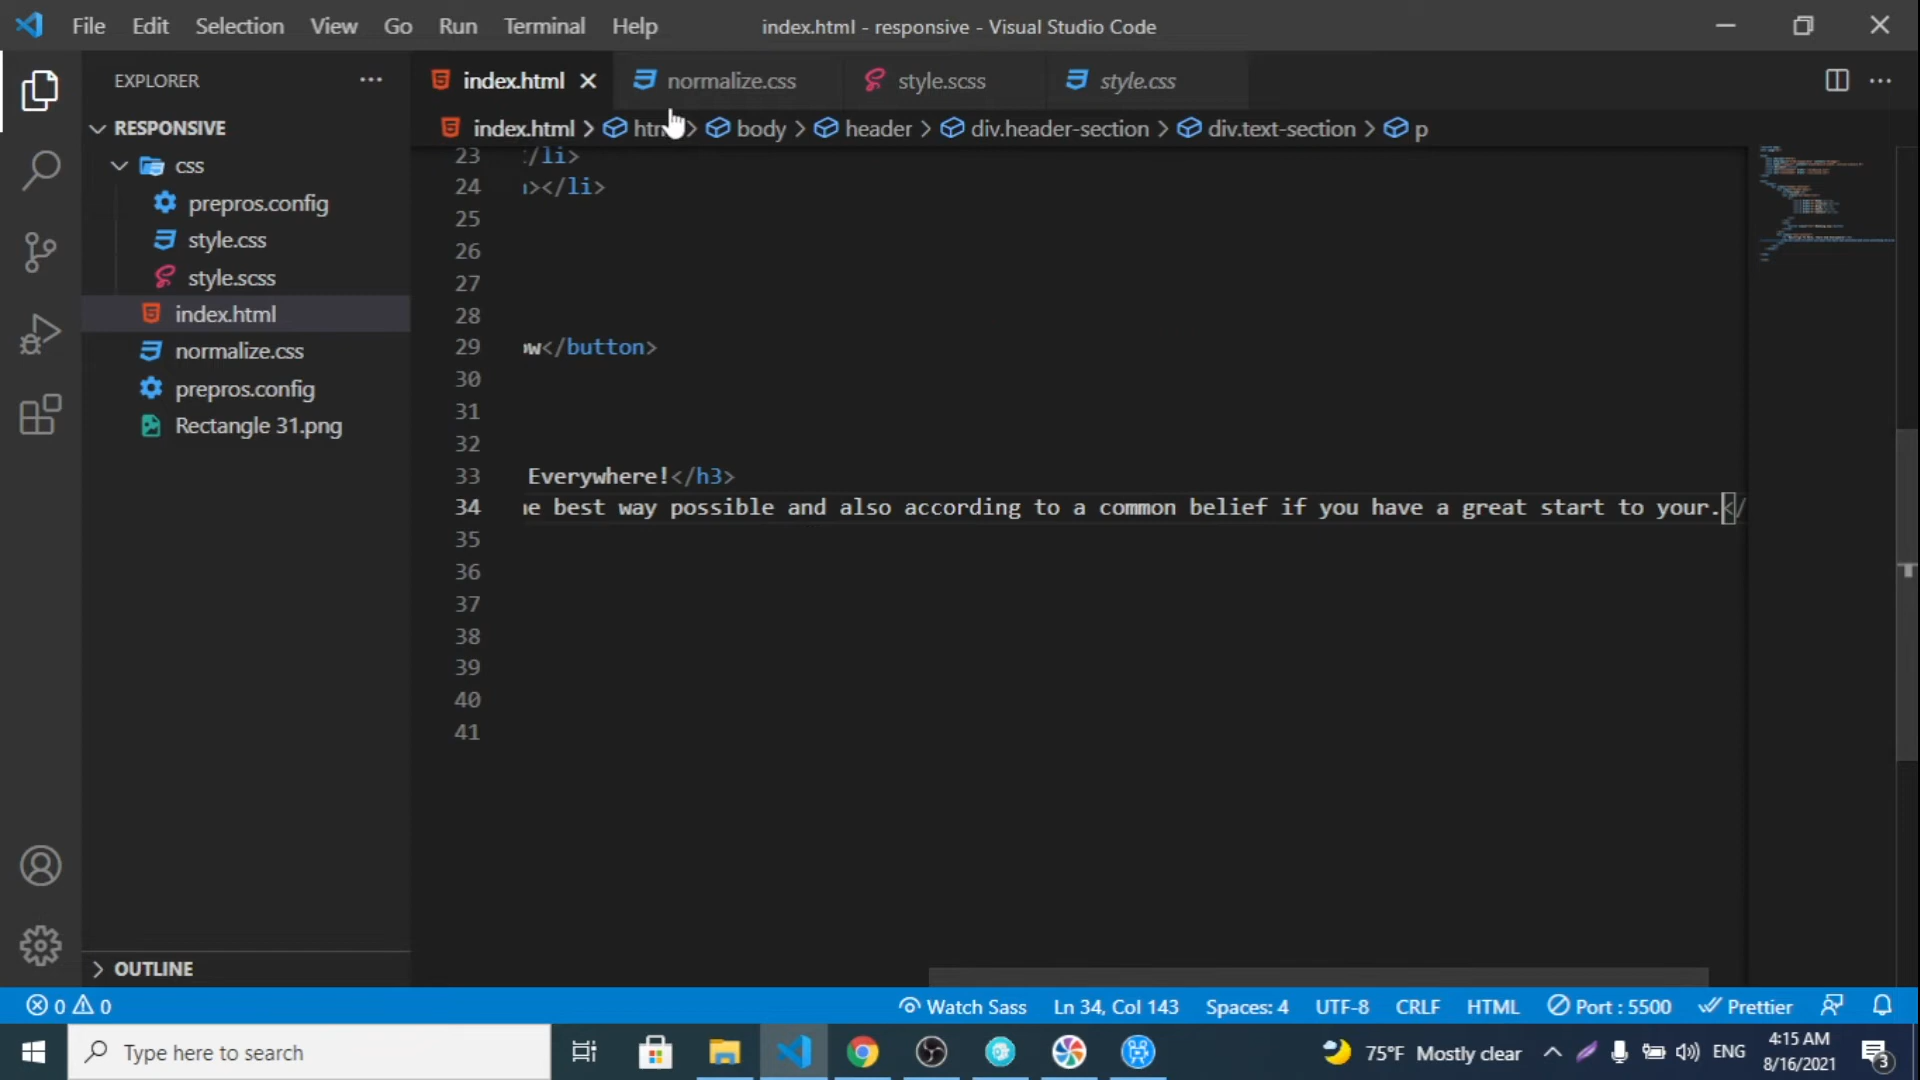 File Edit Selection View Go Run Terminal Help
index.html - responsive - Visual Studio Code
EXPLORER
index.html normalize.css style.scss style.css
RESPONSIVE
index.html > > body > header > div.header-section > div.text-section > p
css
prepros.config
style.css
style.scss
index.html
normalize.css
prepros.config
Rectangle 31.png
OUTLINE
23 /li>
24 ></li>
25
26
27
28
29 w</button>
30
31
32
33 Everywhere!</h3>
34 e best way possible and also according to a common belief if you have a great start to your.</
35
36
37
38
39
40
41
0 0 Watch Sass Ln 34, Col 143 Spaces: 4 UTF-8 CRLF HTML Port : 5500 Prettier
Type here to search
75°F Mostly clear ENG
4:15 AM
8/16/2021
3